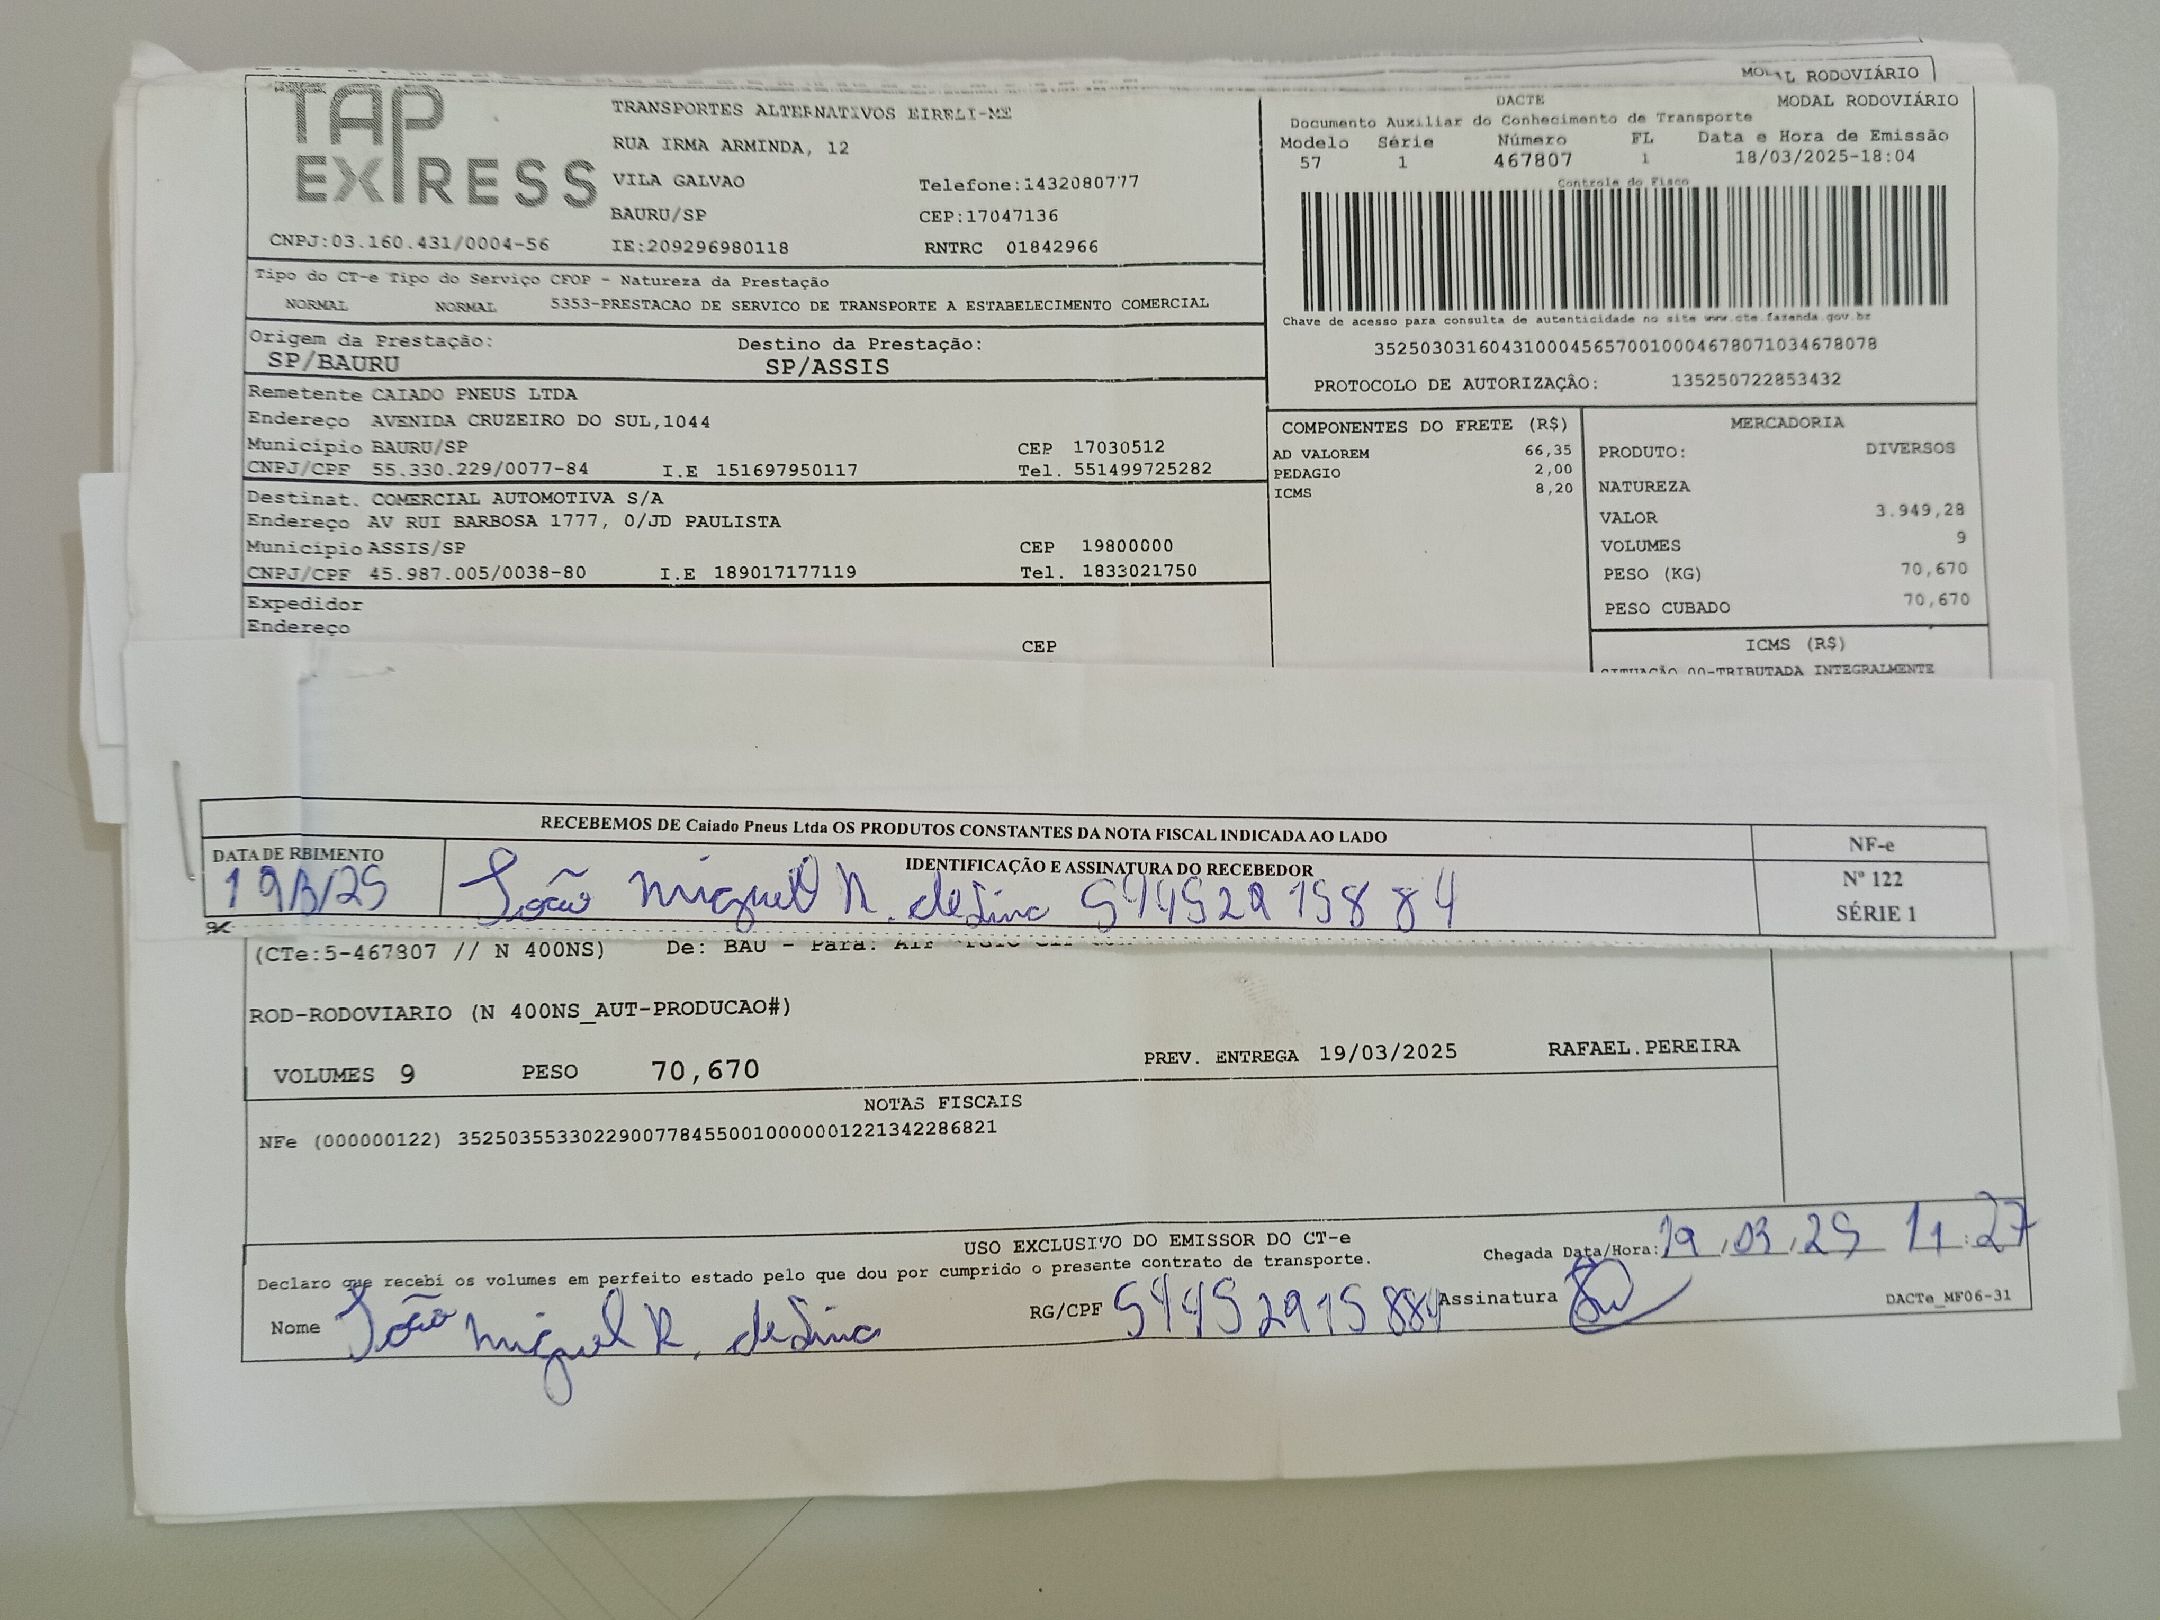 MODAL RODOVIÁRIO
TAP EXPRESS
TRANSPORTES ALTERNATIVOS EIRELI-ME
RUA IRMA ARMINDA, 12
VILA GALVAO Telefone:1432080777
BAURU/SP CEP:17047136
CNPJ:03.160.431/0004-56 IE:209296980118 RNTRC 01842966
DACTE MODAL RODOVIÁRIO
Documento Auxiliar do Conhecimento de Transporte
Modelo Série Número FL Data e Hora de Emissão
57 1 467807 1 18/03/2025-18:04
Controle do Fisco
Chave de acesso para consulta de autenticidade no site www.cte.fazenda.gov.br
35250303160431000456570010004678071034678078
PROTOCOLO DE AUTORIZAÇÃO: 135250722853432
Tipo do CT-e Tipo do Serviço CFOP - Natureza da Prestação
NORMAL NORMAL 5353-PRESTACAO DE SERVICO DE TRANSPORTE A ESTABELECIMENTO COMERCIAL
Origem da Prestação: Destino da Prestação:
SP/BAURU SP/ASSIS
Remetente CAIADO PNEUS LTDA
Endereço AVENIDA CRUZEIRO DO SUL,1044
Município BAURU/SP CEP 17030512
CNPJ/CPF 55.330.229/0077-84 I.E 151697950117 Tel. 551499725282
Destinat. COMERCIAL AUTOMOTIVA S/A
Endereço AV RUI BARBOSA 1777, 0/JD PAULISTA
Município ASSIS/SP CEP 19800000
CNPJ/CPF 45.987.005/0038-80 I.E 189017177119 Tel. 1833021750
Expedidor
Endereço
CEP
COMPONENTES DO FRETE (R$)
AD VALOREM 66,35
PEDAGIO 2,00
ICMS 8,20
MERCADORIA
PRODUTO: DIVERSOS
NATUREZA
VALOR 3.949,28
VOLUMES 9
PESO (KG) 70,670
PESO CUBADO 70,670
ICMS (R$)
SITUAÇÃO 00-TRIBUTADA INTEGRALMENTE
RECEBEMOS DE Caiado Pneus Ltda OS PRODUTOS CONSTANTES DA NOTA FISCAL INDICADA AO LADO
DATA DE RBIMENTO IDENTIFICAÇÃO E ASSINATURA DO RECEBEDOR
19/3/25 João Miguel R. de Lima 54452915884
NF-e
Nº 122
SÉRIE 1
(CTe:5-467807 // N 400NS) De: BAU - Para:
ROD-RODOVIARIO (N 400NS_AUT-PRODUCAO#)
VOLUMES 9 PESO 70,670 PREV. ENTREGA 19/03/2025 RAFAEL.PEREIRA
NOTAS FISCAIS
NFe (000000122) 35250355330229007784550010000001221342286821
USO EXCLUSIVO DO EMISSOR DO CT-e
Chegada Data/Hora: 19,03,25 11:27
Declaro que recebi os volumes em perfeito estado pelo que dou por cumprido o presente contrato de transporte.
Nome João Miguel R. de Lima RG/CPF 54452915884 Assinatura
DACTe_MF06-31